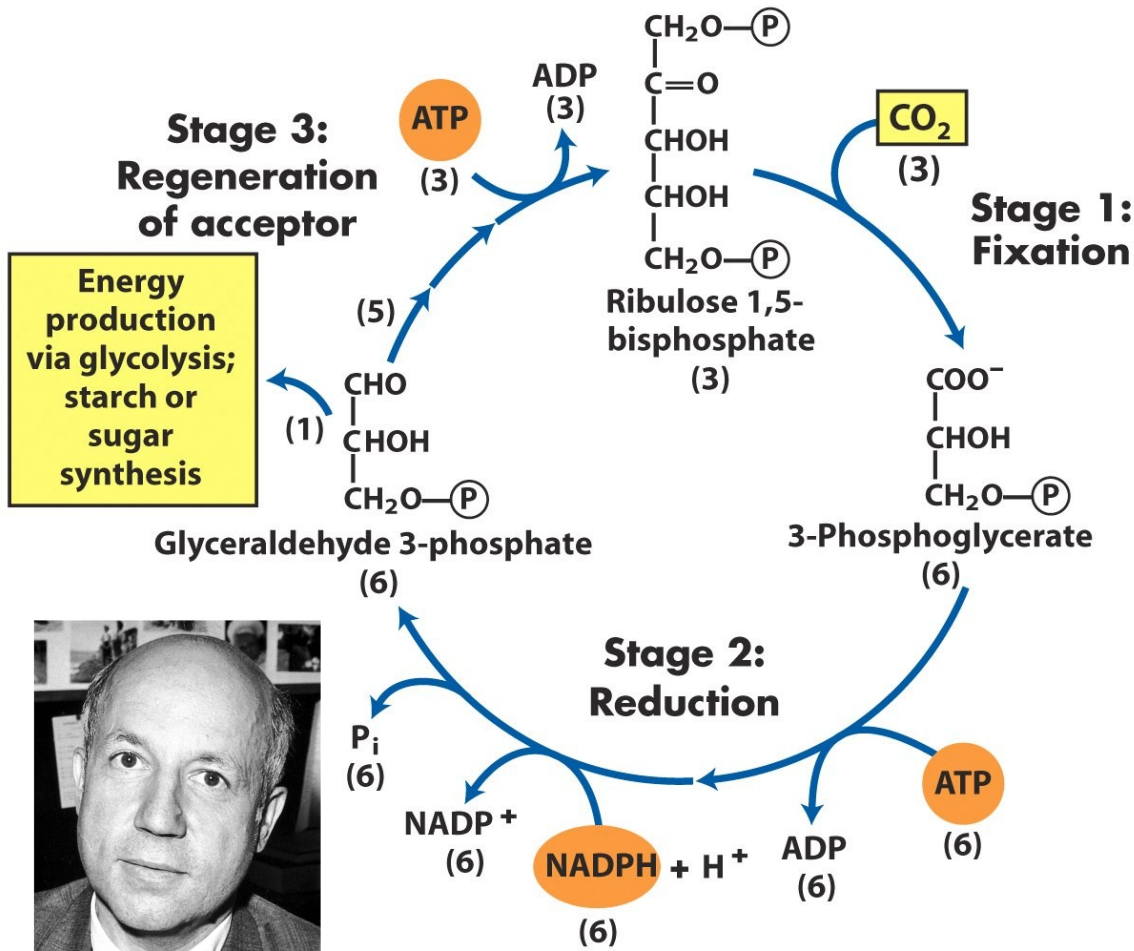 CH₂O—P
C=O
CHOH
CHOH
CH₂O—P
Ribulose 1,5-
bisphosphate
(3)
CO₂
(3)
Stage 1:
Fixation
COO⁻
CHOH
CH₂O—P
3-Phosphoglycerate
(6)
Stage 2:
Reduction
ATP
(6)
ADP
(6)
NADPH + H⁺
(6)
NADP⁺
(6)
Pᵢ
(6)
CHO
CHOH
CH₂O—P
Glyceraldehyde 3-phosphate
(6)
(1)
Energy
production
via glycolysis;
starch or
sugar
synthesis
(5)
Stage 3:
Regeneration
of acceptor
ATP
(3)
ADP
(3)